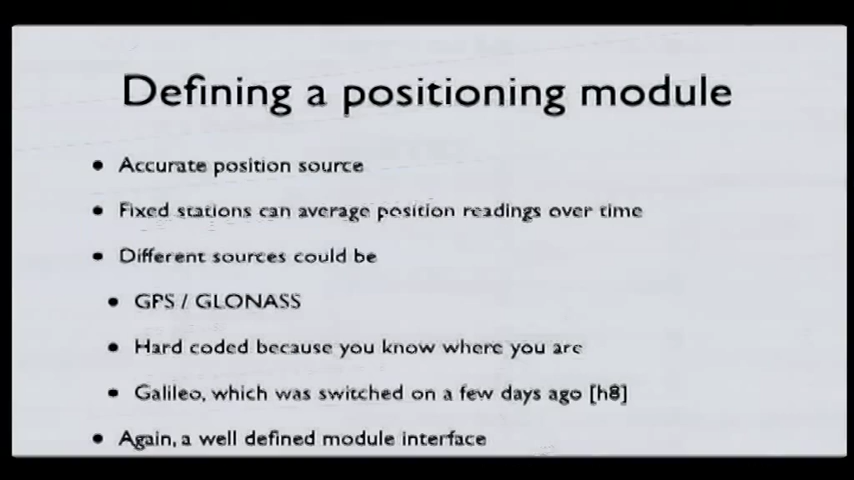 Defining a positioning module
• Accurate position source
• Fixed stations can average position readings over time
• Different sources could be
• GPS / GLONASS
• Hard coded because you know where you are
• Galileo, which was switched on a few days ago [h8]
• Again, a well defined module interface